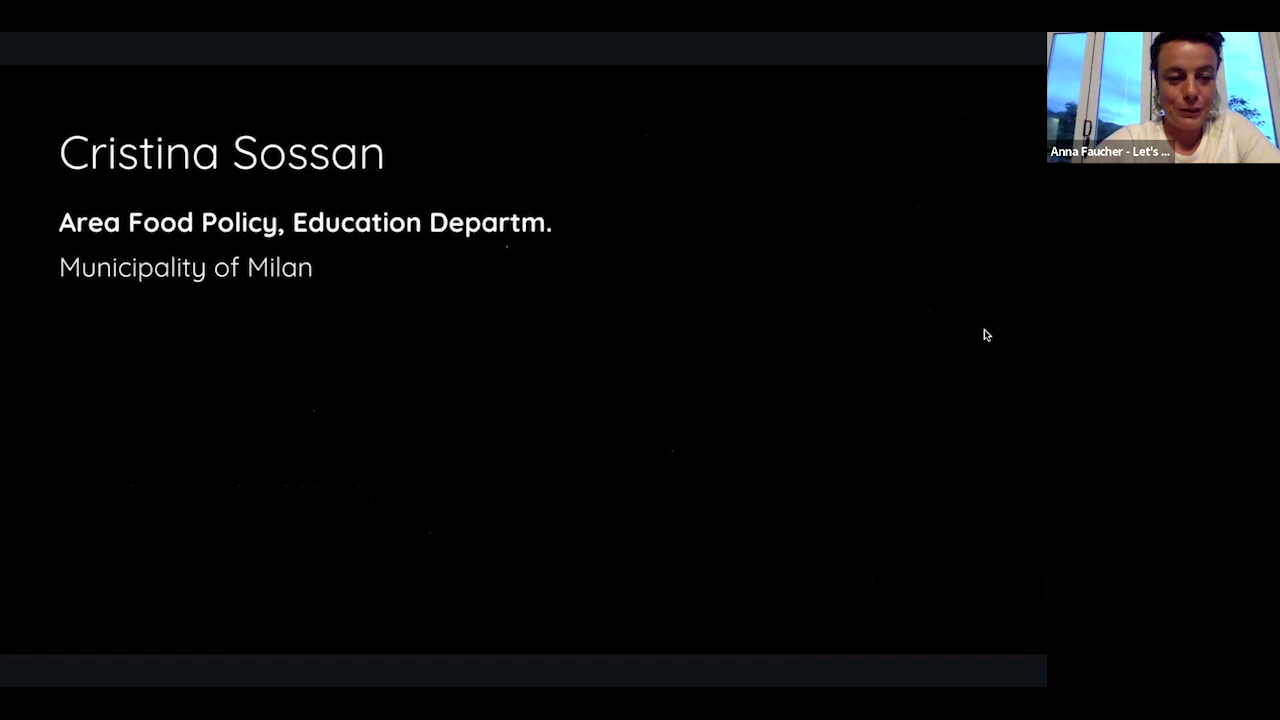 Cristina Sossan
Area Food Policy, Education Departm.
Municipality of Milan
Anna Faucher - Let's ...